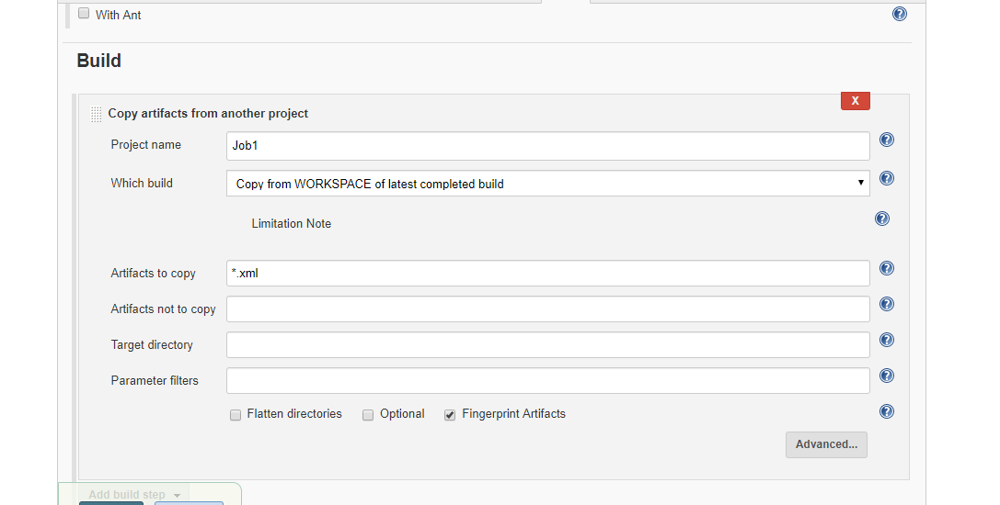 With Ant
Build
Copy artifacts from another project
X
Project name Job1
Which build Copy from WORKSPACE of latest completed build
Limitation Note
Artifacts to copy *.xml
Artifacts not to copy
Target directory
Parameter filters
Flatten directories Optional Fingerprint Artifacts
Advanced...
Add build step